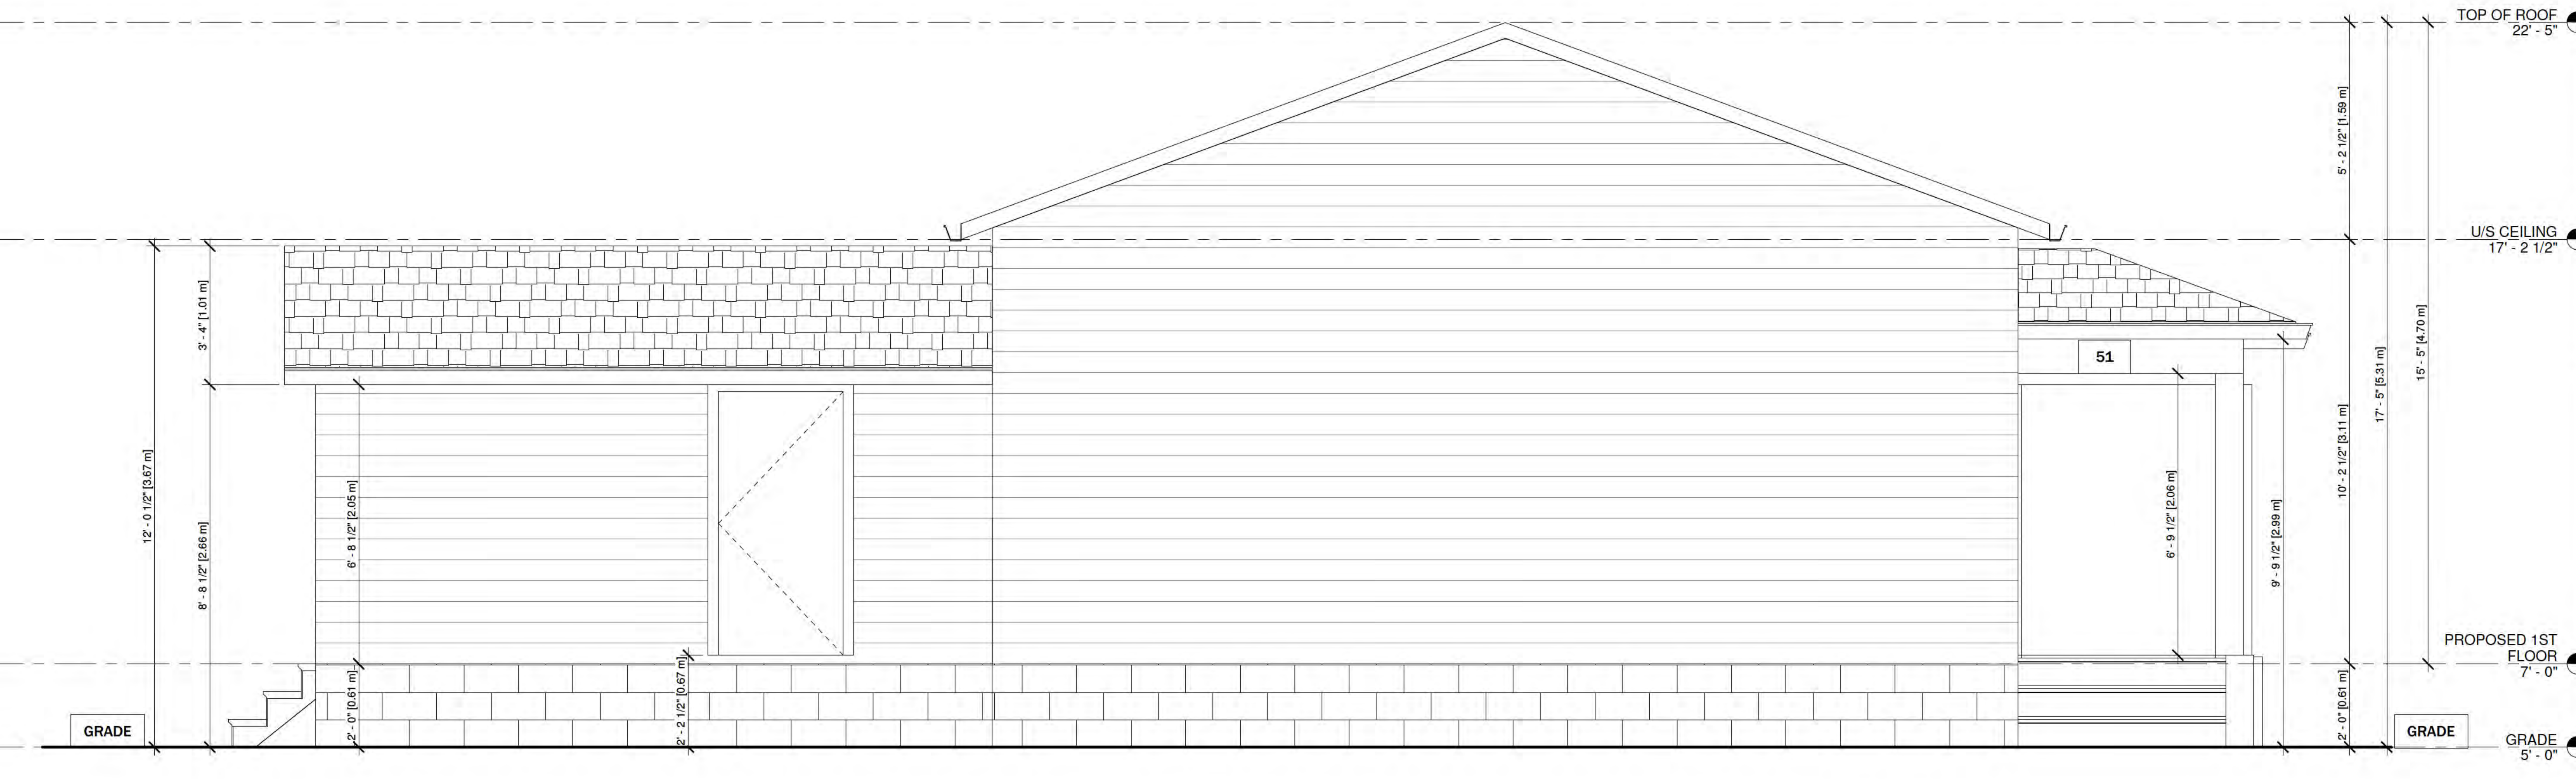 TOP OF ROOF
22' - 5"
5' - 2 1/2" [1.59 m]
U/S CEILING
17' - 2 1/2"
3' - 4" [1.01 m]
15' - 5" [4.70 m]
17' - 5" [5.31 m]
51
10' - 2 1/2" [3.11 m]
12' - 0 1/2" [3.67 m]
8' - 8 1/2" [2.66 m]
6' - 8 1/2" [2.05 m]
6' - 9 1/2" [2.06 m]
9' - 9 1/2" [2.99 m]
PROPOSED 1ST
FLOOR
7' - 0"
2' - 0" [0.61 m]
2' - 2 1/2" [0.67 m]
2' - 0" [0.61 m]
GRADE
GRADE
GRADE
5' - 0"